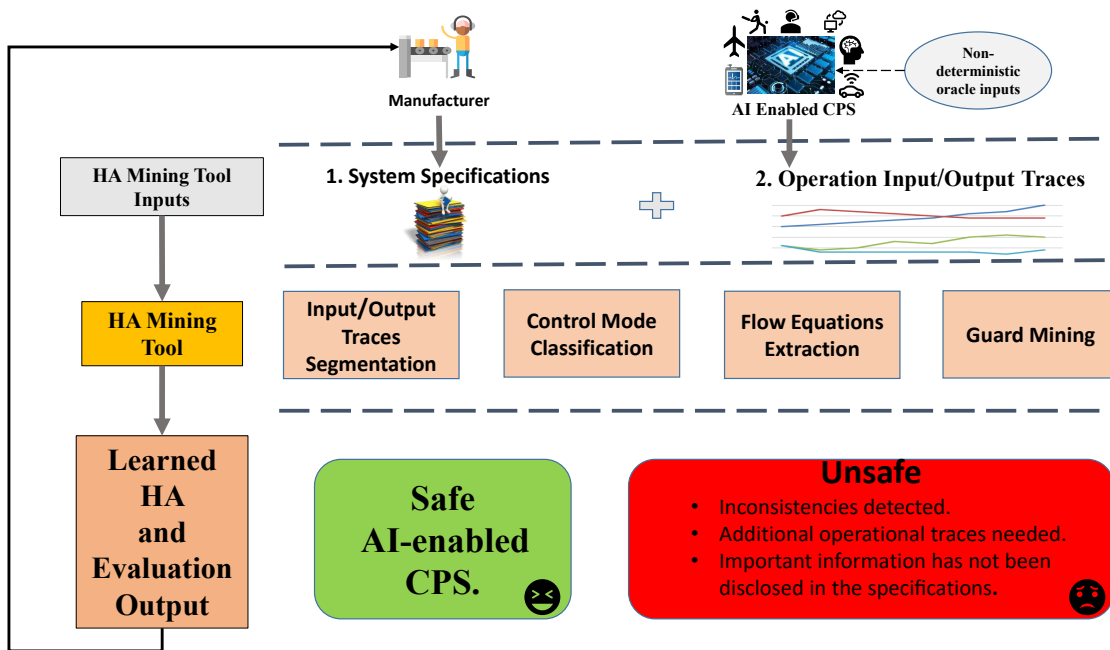 Manufacturer
AI
AI Enabled CPS
Non-
deterministic
oracle inputs
HA Mining Tool
Inputs
1. System Specifications
2. Operation Input/Output Traces
HA Mining
Tool
Input/Output
Traces
Segmentation
Control Mode
Classification
Flow Equations
Extraction
Guard Mining
Learned
HA
and
Evaluation
Output
Safe
AI-enabled
CPS.
Unsafe
• Inconsistencies detected.
• Additional operational traces needed.
• Important information has not been
disclosed in the specifications.